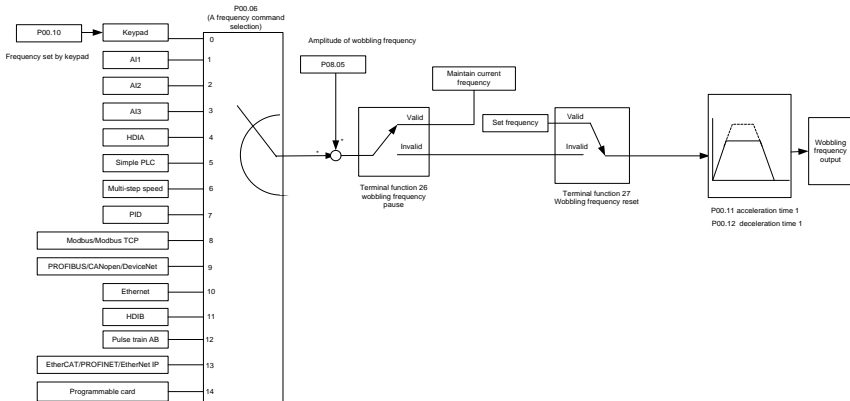 P00.06
(A frequency command
selection)
P00.10
Keypad
0
Frequency set by keypad
AI1
1
AI2
2
AI3
3
HDIA
4
Simple PLC
5
Multi-step speed
6
PID
7
Modbus/Modbus TCP
8
PROFIBUS/CANopen/DeviceNet
9
Ethernet
10
HDIB
11
Pulse train AB
12
EtherCAT/PROFINET/EtherNet IP
13
Programmable card
14
Amplitude of wobbling frequency
P08.05
Maintain current
frequency
Valid
Invalid
Terminal function 26
wobbling frequency
pause
Set frequency
Valid
Invalid
Terminal function 27
Wobbling frequency reset
P00.11 acceleration time 1
P00.12 deceleration time 1
Wobbling
frequency
output